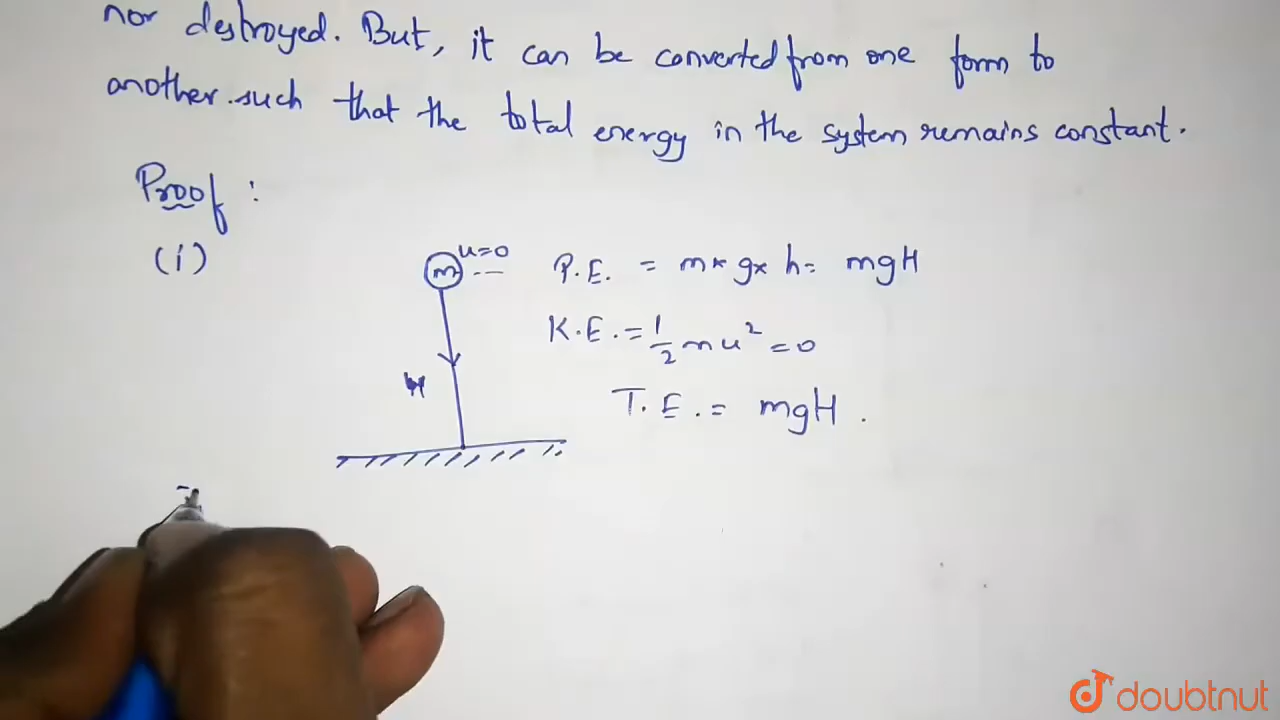 nor destroyed. But, it can be converted from one form to
another. such that the total energy in the system remains constant.
Proof :
(i)
u=0
m
P.E. = m× g× h= mgH
K.E. = 1/2 mu² = 0
H
T.E. = mgH.
doubtnut